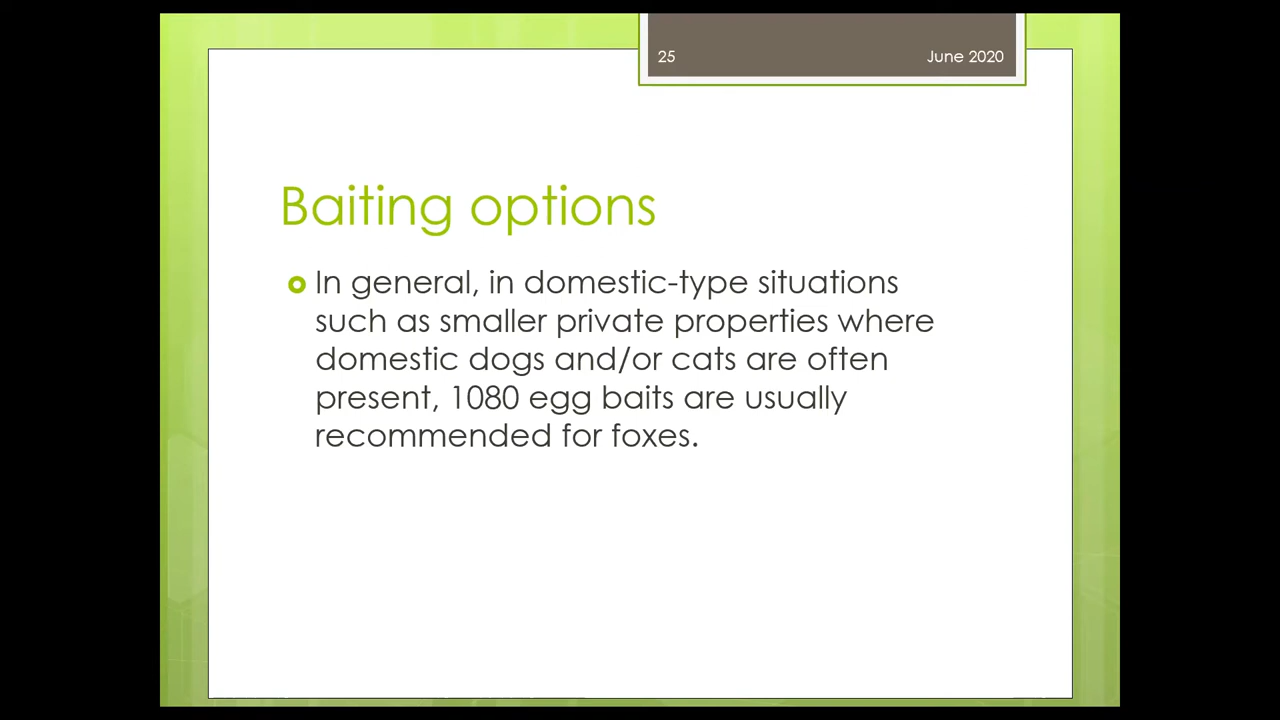 25 June 2020
Baiting options
In general, in domestic-type situations
such as smaller private properties where
domestic dogs and/or cats are often
present, 1080 egg baits are usually
recommended for foxes.